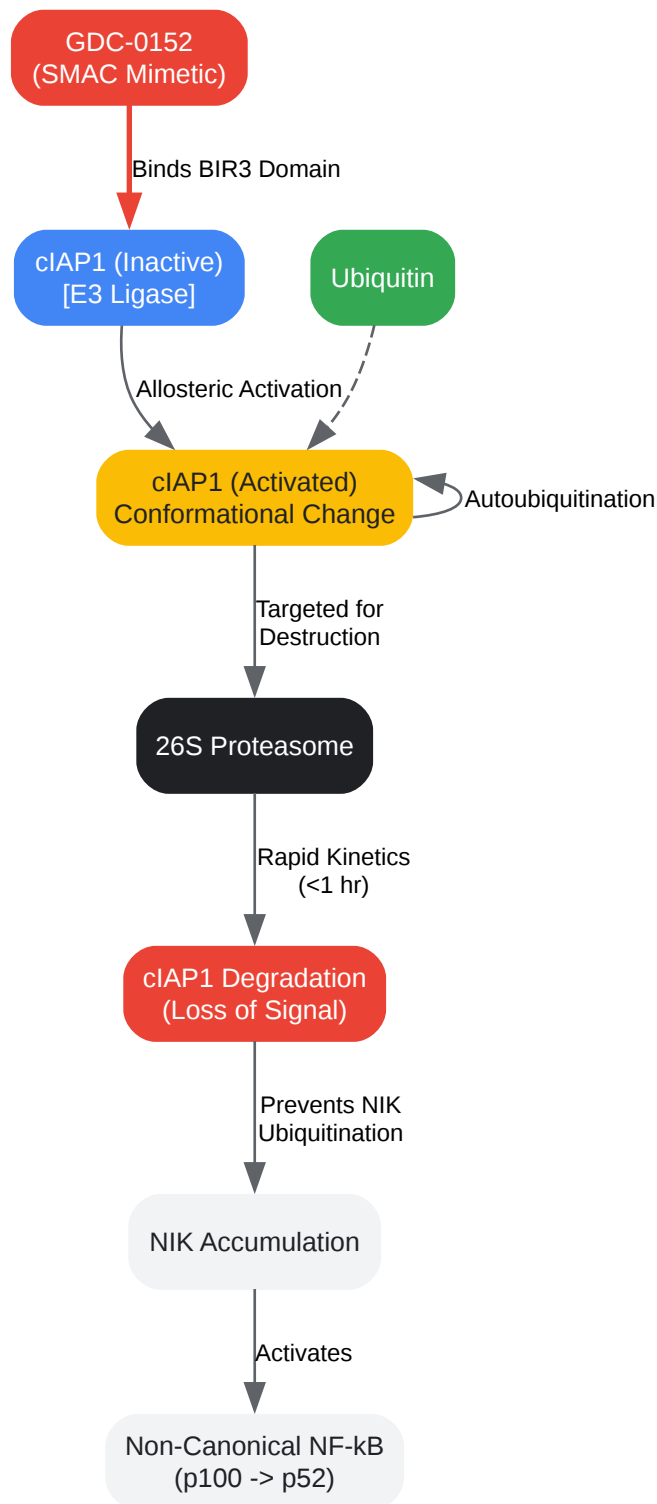 GDC-0152
(SMAC Mimetic)
Binds BIR3 Domain
cIAP1 (Inactive)
[E3 Ligase]
Ubiquitin
Allosteric Activation
cIAP1 (Activated)
Conformational Change
Autoubiquitination
Targeted for
Destruction
26S Proteasome
Rapid Kinetics
(<1 hr)
cIAP1 Degradation
(Loss of Signal)
Prevents NIK
Ubiquitination
NIK Accumulation
Activates
Non-Canonical NF-kB
(p100 -> p52)